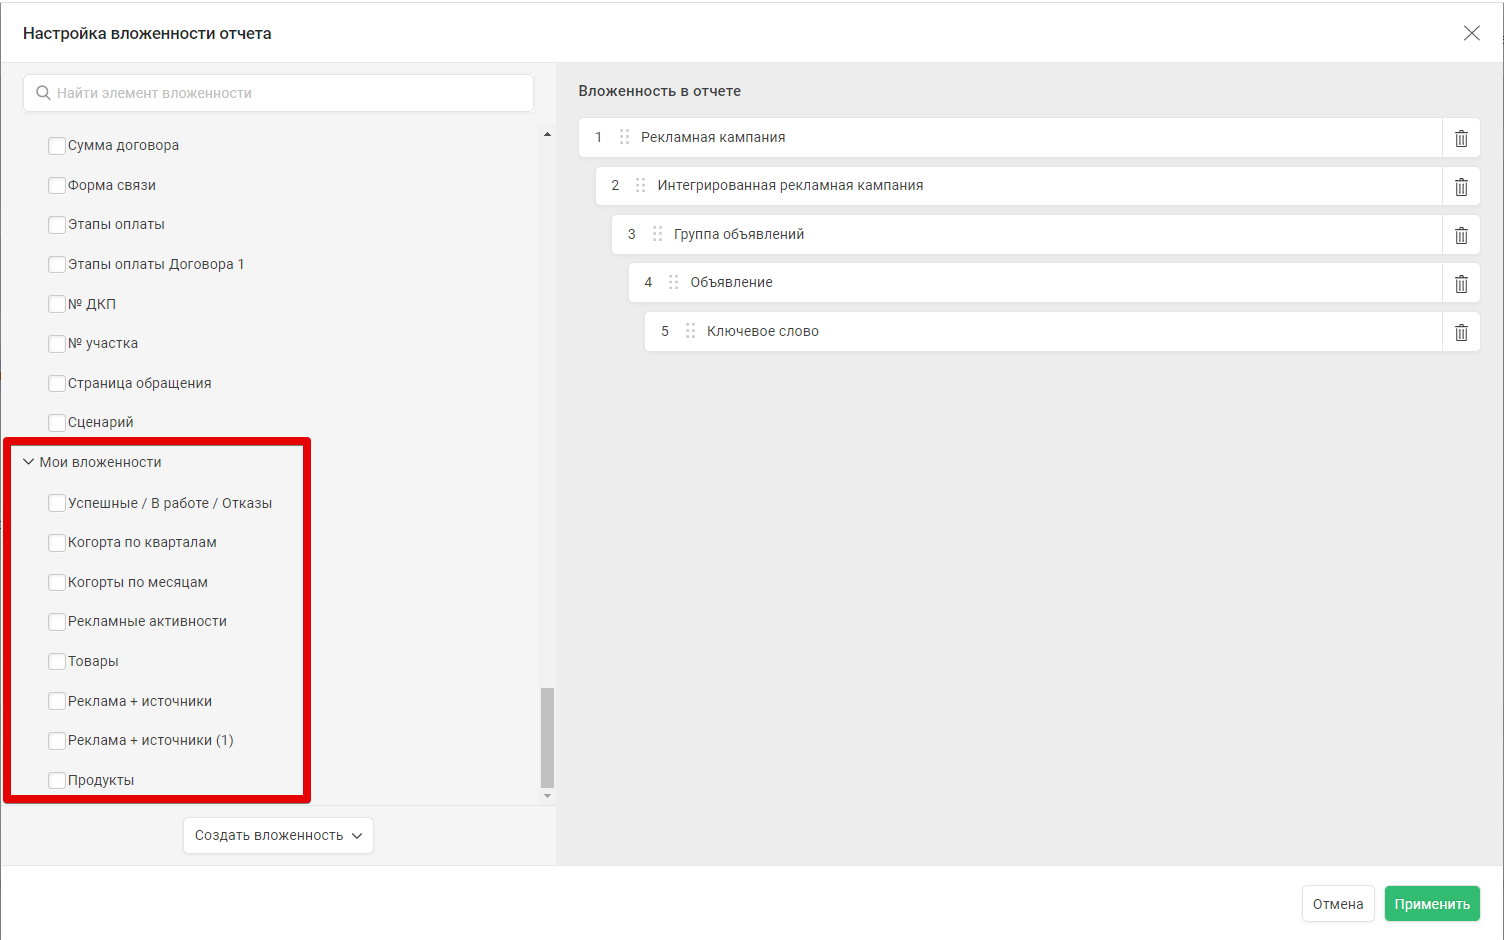 Настройка вложенности отчета
Найти элемент вложенности
Сумма договора
Форма связи
Этапы оплаты
Этапы оплаты Договора 1
№ ДКП
№ участка
Страница обращения
Сценарий
Мои вложенности
Успешные / В работе / Отказы
Когорта по кварталам
Когорты по месяцам
Рекламные активности
Товары
Реклама + источники
Реклама + источники (1)
Продукты
Создать вложенность
Вложенность в отчете
1 Рекламная кампания
2 Интегрированная рекламная кампания
3 Группа объявлений
4 Объявление
5 Ключевое слово
Отмена Применить